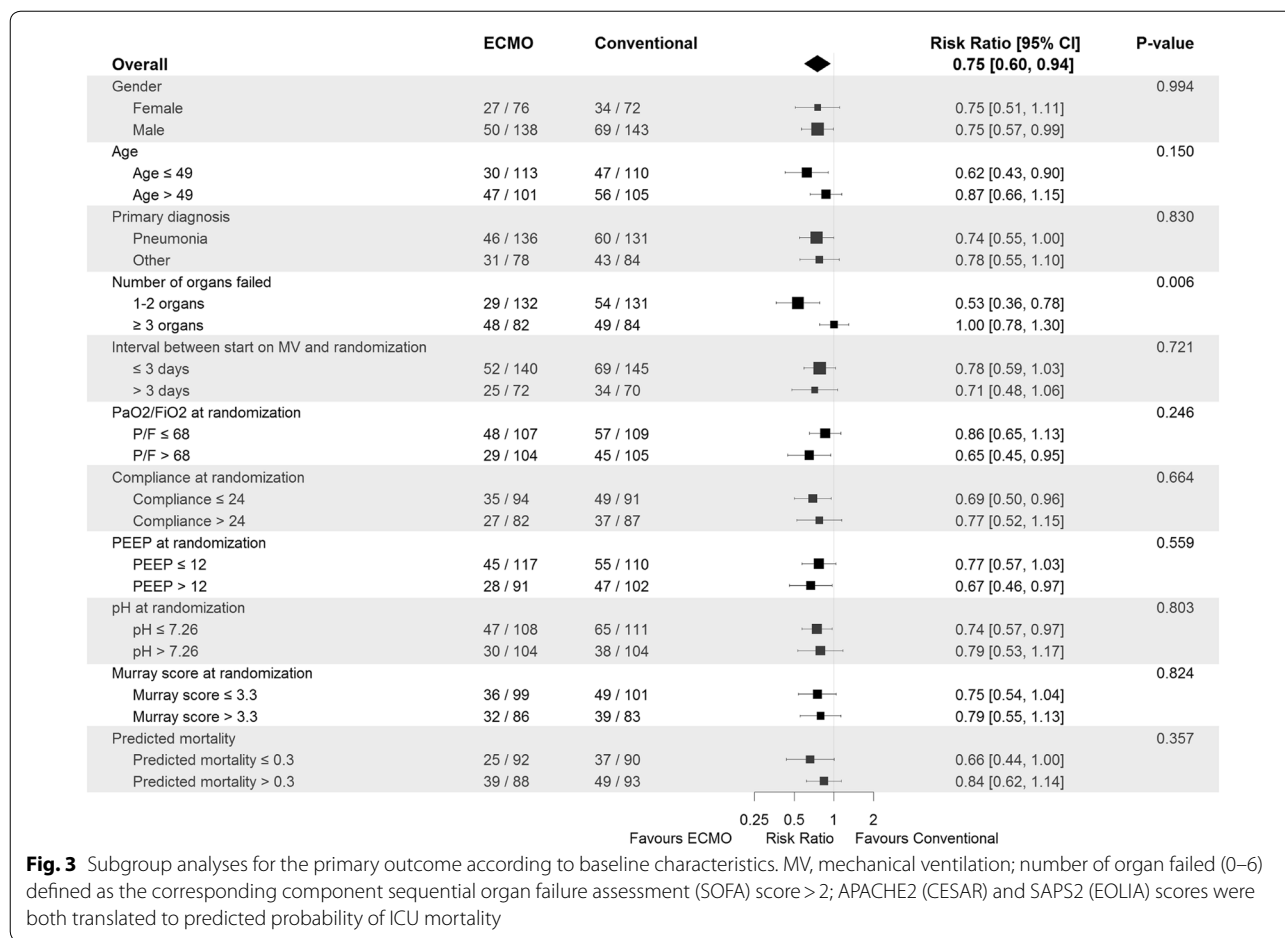 ECMO Conventional Risk Ratio [95% CI] P-value
Overall 0.75 [0.60, 0.94]
Gender 0.994
Female 27 / 76 34 / 72 0.75 [0.51, 1.11]
Male 50 / 138 69 / 143 0.75 [0.57, 0.99]
Age 0.150
Age ≤ 49 30 / 113 47 / 110 0.62 [0.43, 0.90]
Age > 49 47 / 101 56 / 105 0.87 [0.66, 1.15]
Primary diagnosis 0.830
Pneumonia 46 / 136 60 / 131 0.74 [0.55, 1.00]
Other 31 / 78 43 / 84 0.78 [0.55, 1.10]
Number of organs failed 0.006
1-2 organs 29 / 132 54 / 131 0.53 [0.36, 0.78]
≥ 3 organs 48 / 82 49 / 84 1.00 [0.78, 1.30]
Interval between start on MV and randomization 0.721
≤ 3 days 52 / 140 69 / 145 0.78 [0.59, 1.03]
> 3 days 25 / 72 34 / 70 0.71 [0.48, 1.06]
PaO2/FiO2 at randomization 0.246
P/F ≤ 68 48 / 107 57 / 109 0.86 [0.65, 1.13]
P/F > 68 29 / 104 45 / 105 0.65 [0.45, 0.95]
Compliance at randomization 0.664
Compliance ≤ 24 35 / 94 49 / 91 0.69 [0.50, 0.96]
Compliance > 24 27 / 82 37 / 87 0.77 [0.52, 1.15]
PEEP at randomization 0.559
PEEP ≤ 12 45 / 117 55 / 110 0.77 [0.57, 1.03]
PEEP > 12 28 / 91 47 / 102 0.67 [0.46, 0.97]
pH at randomization 0.803
pH ≤ 7.26 47 / 108 65 / 111 0.74 [0.57, 0.97]
pH > 7.26 30 / 104 38 / 104 0.79 [0.53, 1.17]
Murray score at randomization 0.824
Murray score ≤ 3.3 36 / 99 49 / 101 0.75 [0.54, 1.04]
Murray score > 3.3 32 / 86 39 / 83 0.79 [0.55, 1.13]
Predicted mortality 0.357
Predicted mortality ≤ 0.3 25 / 92 37 / 90 0.66 [0.44, 1.00]
Predicted mortality > 0.3 39 / 88 49 / 93 0.84 [0.62, 1.14]
0.25 0.5 1 2
Favours ECMO Risk Ratio Favours Conventional
Fig. 3 Subgroup analyses for the primary outcome according to baseline characteristics. MV, mechanical ventilation; number of organ failed (0–6)
defined as the corresponding component sequential organ failure assessment (SOFA) score > 2; APACHE2 (CESAR) and SAPS2 (EOLIA) scores were
both translated to predicted probability of ICU mortality